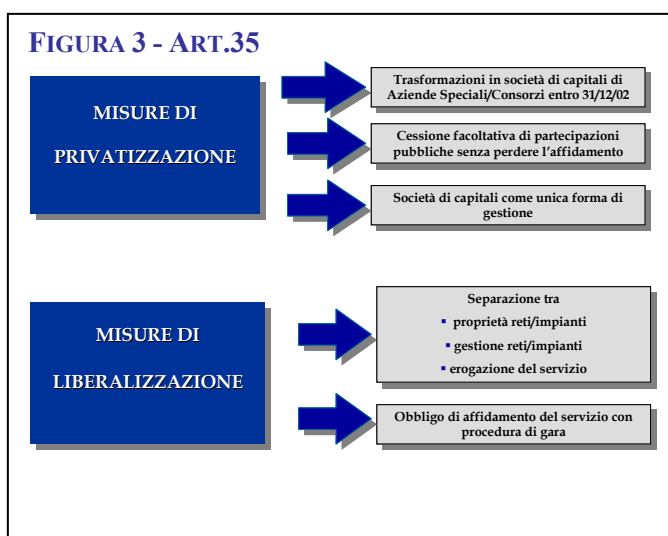 FIGURA 3 - ART.35
MISURE DI
PRIVATIZZAZIONE
Trasformazioni in società di capitali di
Aziende Speciali/Consorzi entro 31/12/02
Cessione facoltativa di partecipazioni
pubbliche senza perdere l'affidamento
Società di capitali come unica forma di
gestione
MISURE DI
LIBERALIZZAZIONE
Separazione tra
▪ proprietà reti/impianti
▪ gestione reti/impianti
▪ erogazione del servizio
Obbligo di affidamento del servizio con
procedura di gara